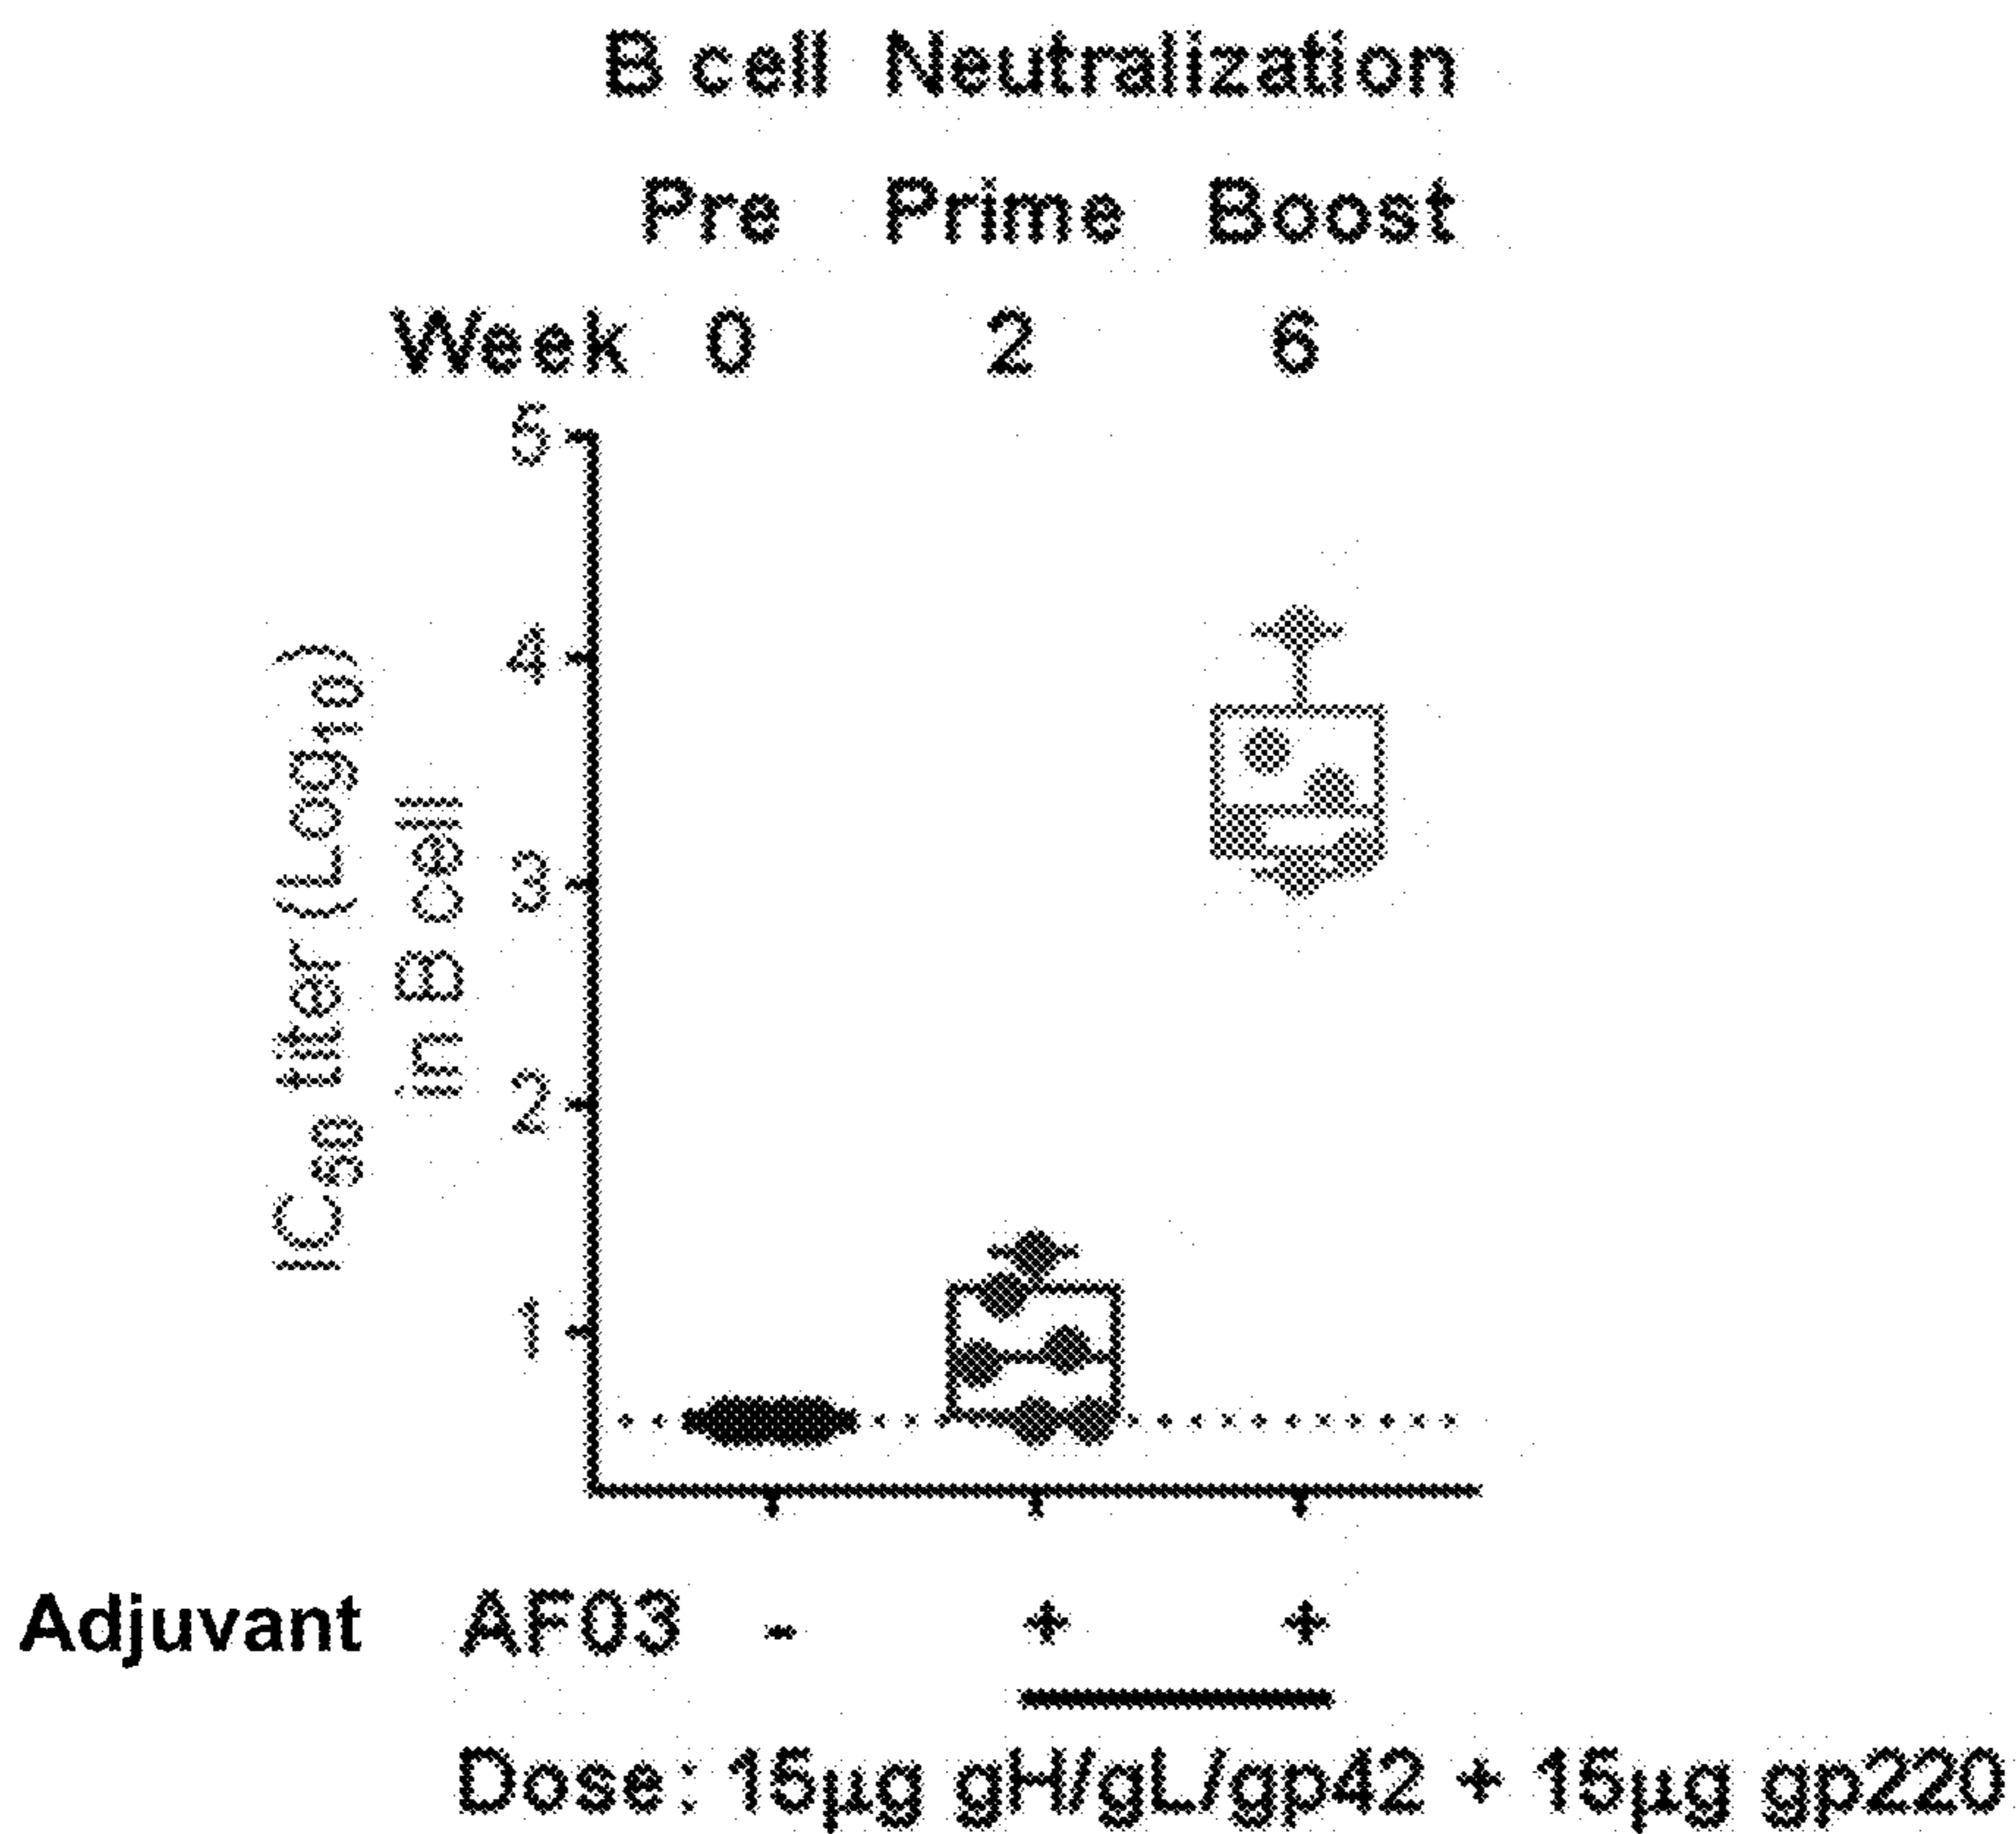 B cell Neutralization
Pre Prime Boost
Week 0 2 6
IC50 titer (Log10)
in B cell
5
4
3
2
1
Adjuvant AF03 - + +
Dose: 15µg gH/gL/gp42 + 15µg gp220